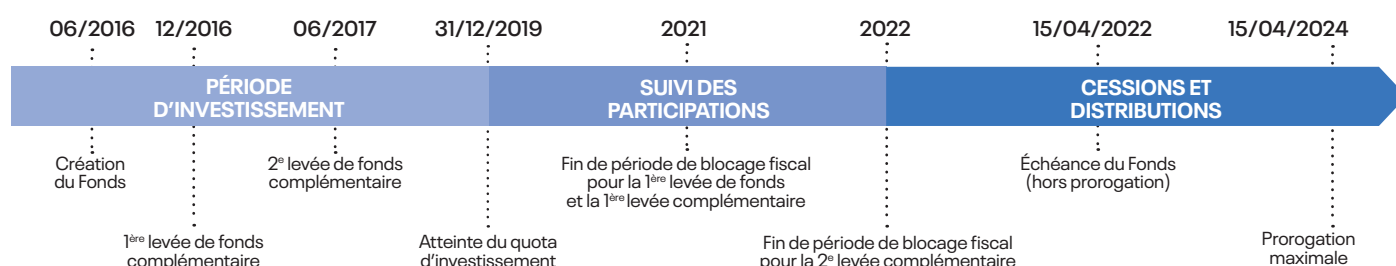 06/2016 12/2016 06/2017 31/12/2019 2021 2022 15/04/2022 15/04/2024
PÉRIODE
D'INVESTISSEMENT
SUIVI DES
PARTICIPATIONS
CESSIONS ET
DISTRIBUTIONS
Création
du Fonds
2e levée de fonds
complémentaire
Fin de période de blocage fiscal
pour la 1ère levée de fonds
et la 1ère levée complémentaire
Échéance du Fonds
(hors prorogation)
1ère levée de fonds
complémentaire
Atteinte du quota
d'investissement
Fin de période de blocage fiscal
pour la 2e levée complémentaire
Prorogation
maximale